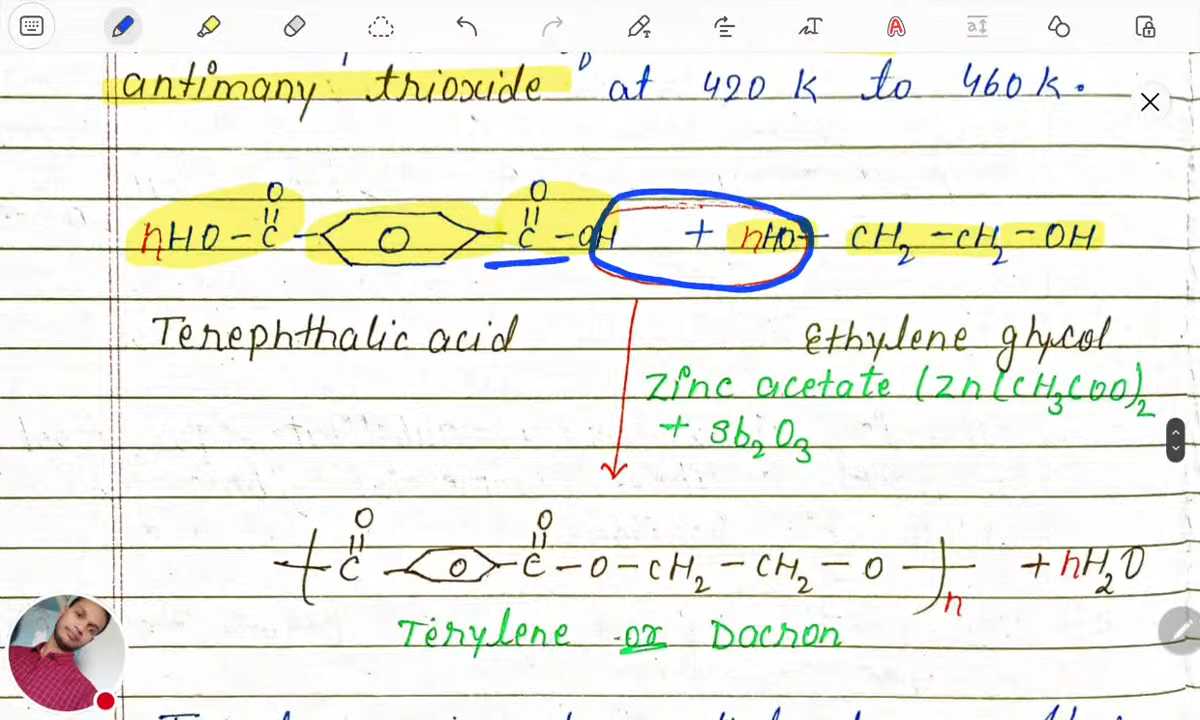 antimany trioxide at 420 K to 460 K.
O O
|| ||
nHO-C- O -C-OH + nHO- CH2-CH2-OH
Terephthalic acid Ethylene glycol
Zinc acetate (Zn(CH3COO)2
+ Sb2O3
O O
|| ||
C - O - C-O-CH2-CH2-O n + nH2O
Terylene or Dacron